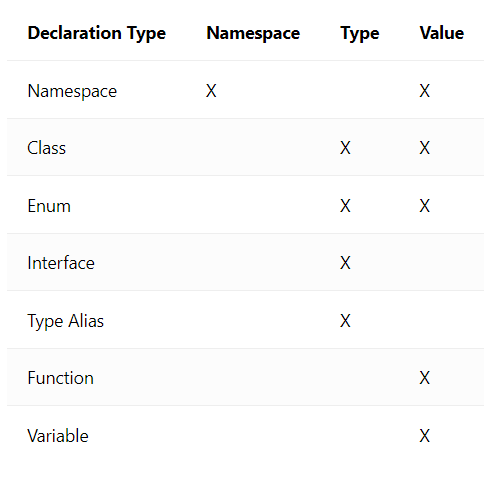 Declaration Type Namespace Type Value
Namespace X X
Class X X
Enum X X
Interface X
Type Alias X
Function X
Variable X